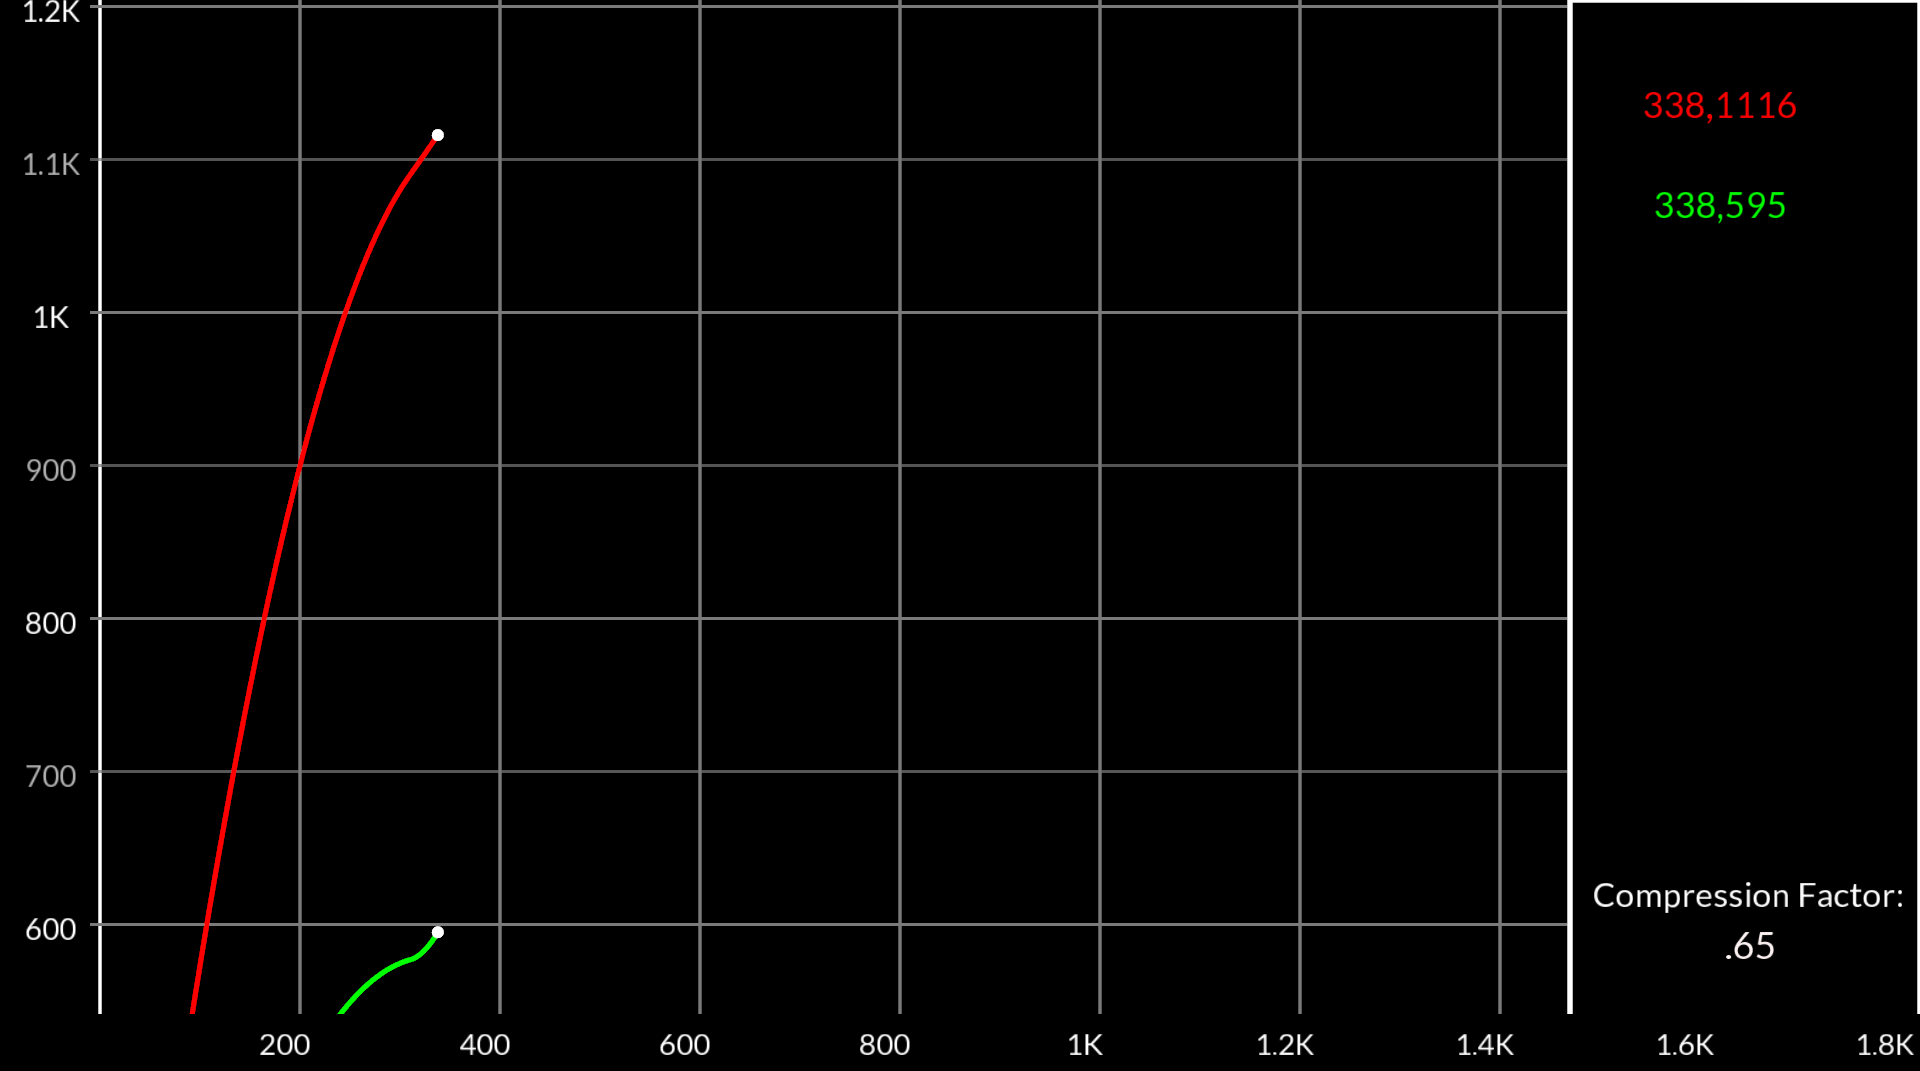 1.2K
1.1K
1K
900
800
700
600
200 400 600 800 1K 1.2K 1.4K 1.6K 1.8K
338,1116
338,595
Compression Factor:
.65